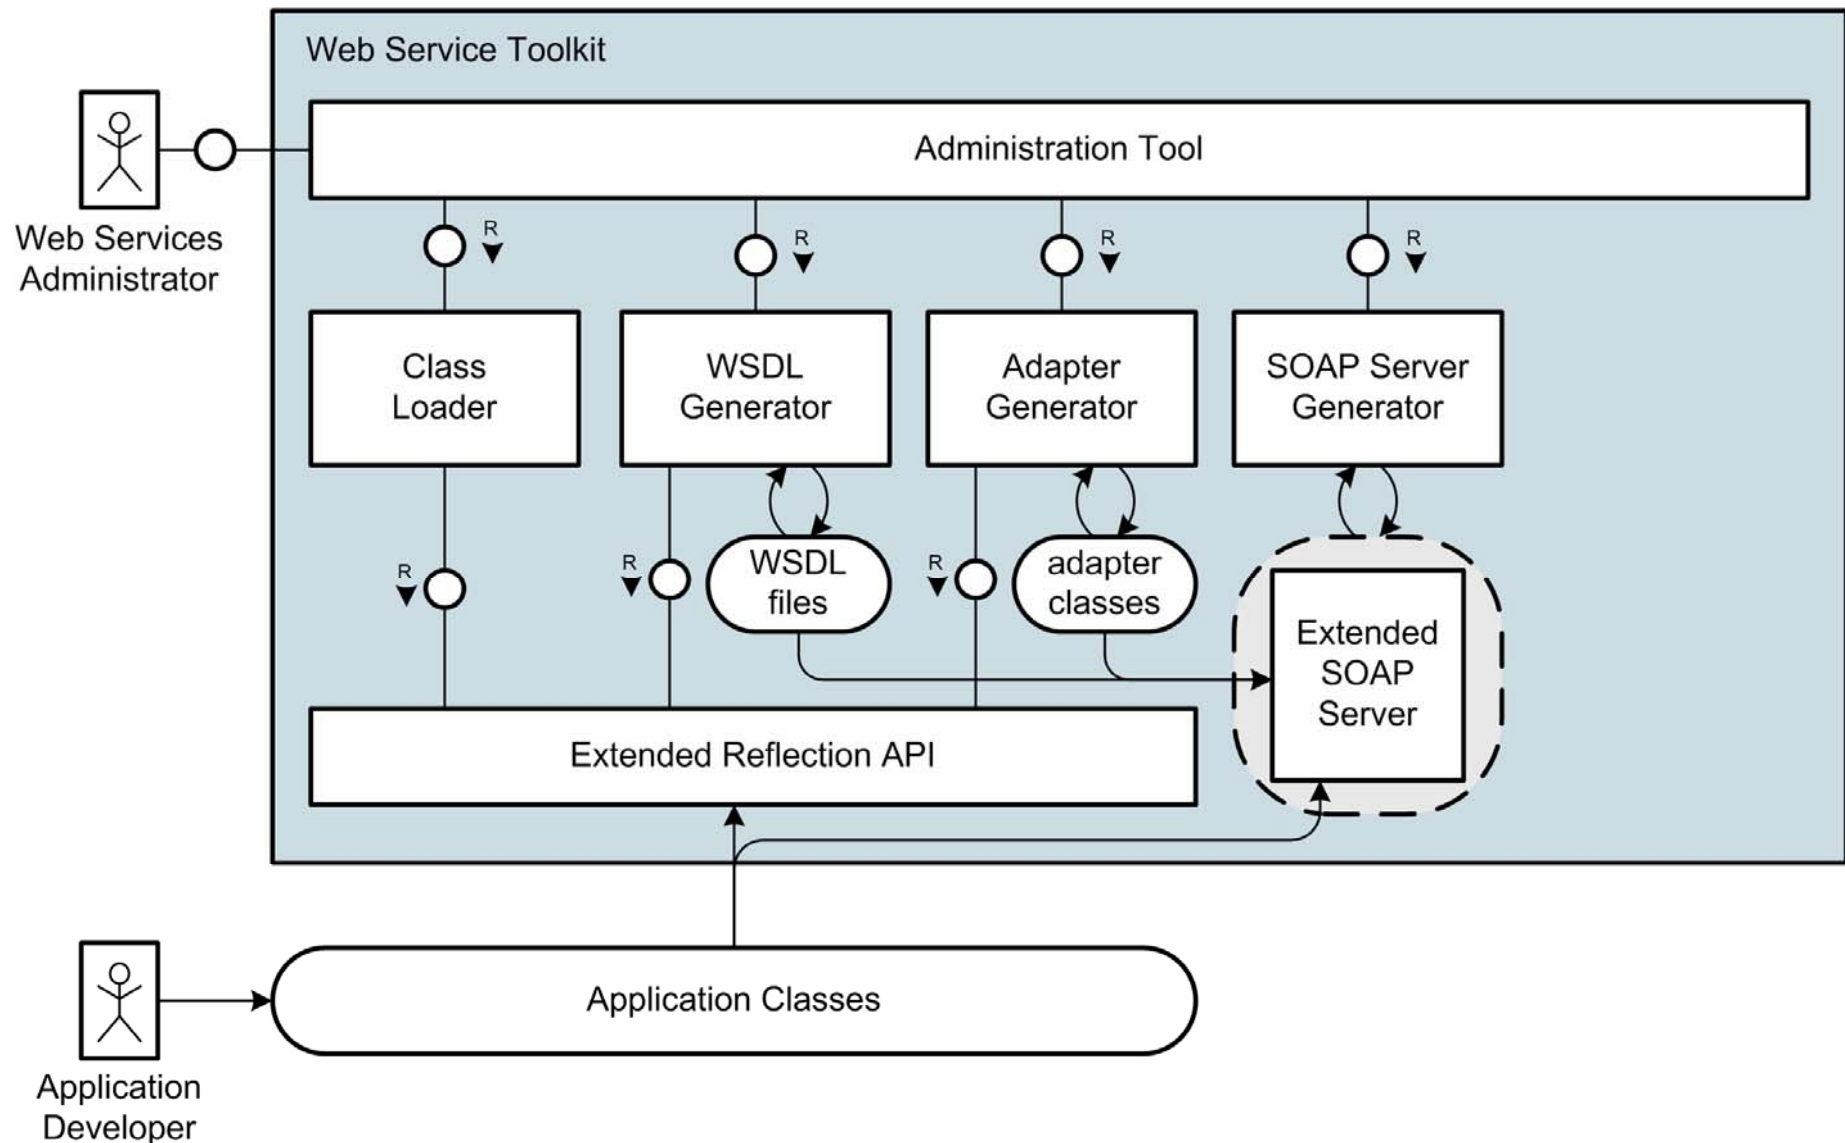 Web Service Toolkit
Administration Tool
Web Services
Administrator
R
R
R
R
Class
Loader
WSDL
Generator
Adapter
Generator
SOAP Server
Generator
R
R
WSDL
files
R
adapter
classes
Extended
SOAP
Server
Extended Reflection API
Application Classes
Application
Developer